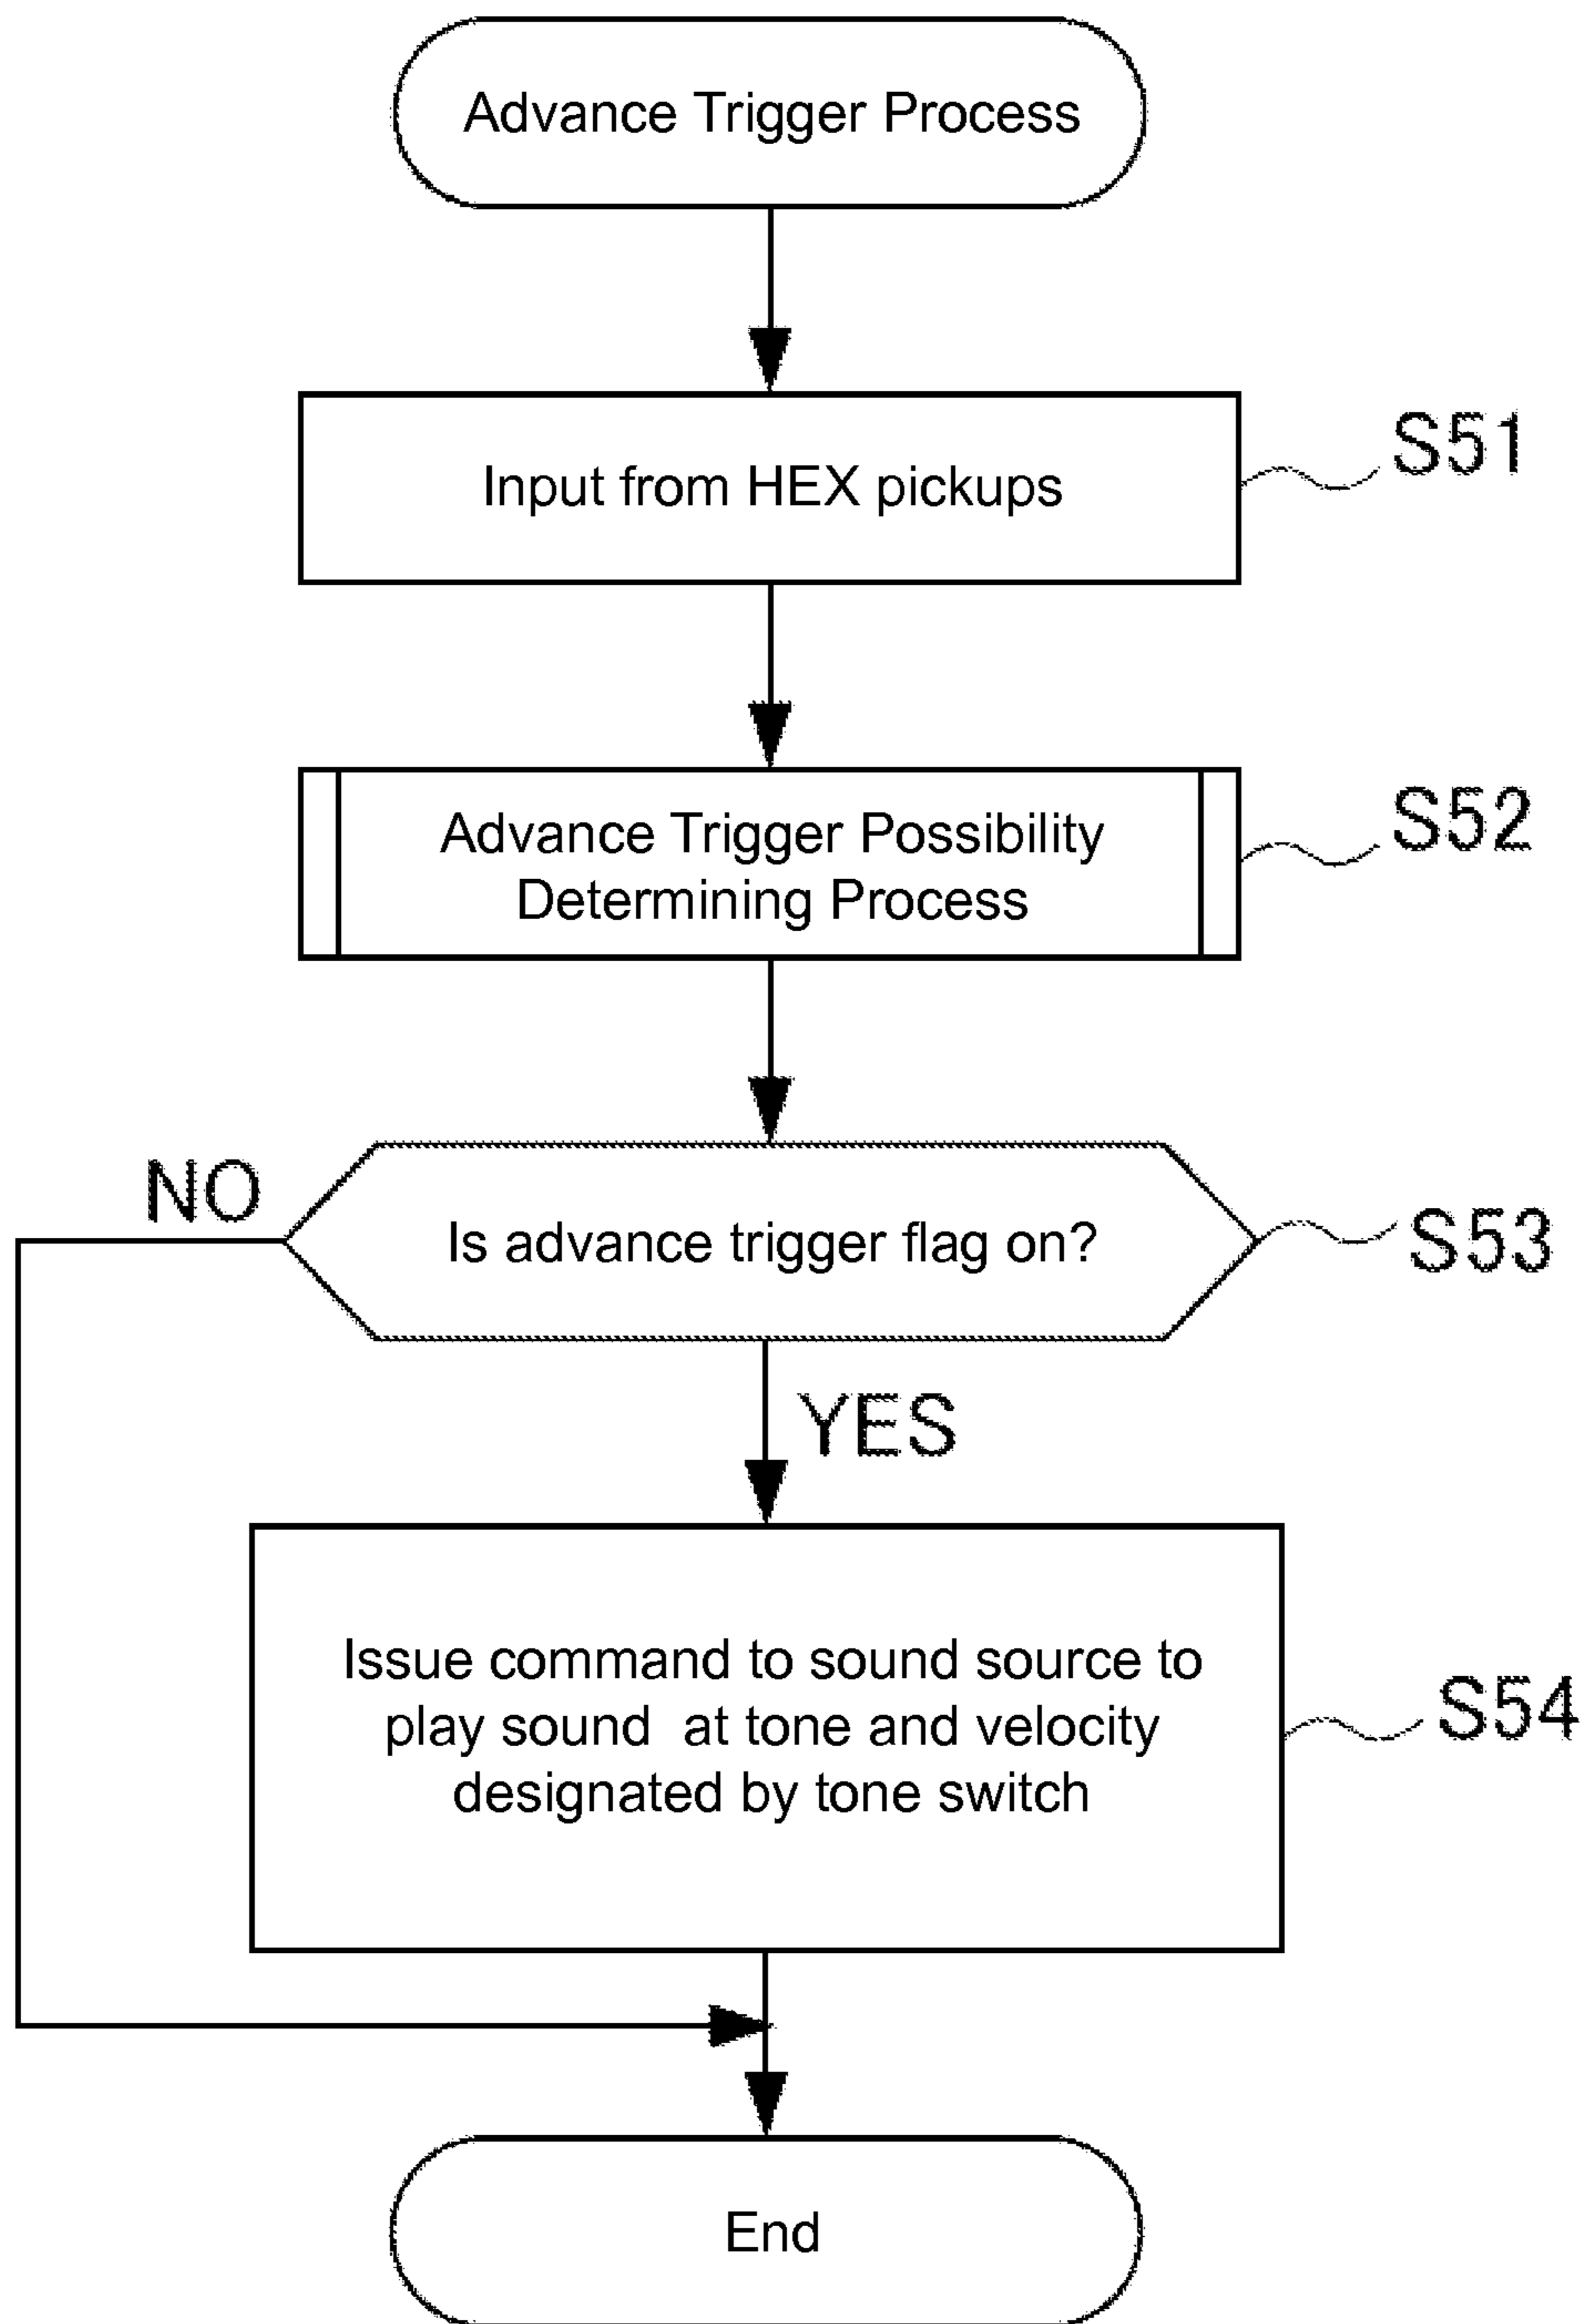 Advance Trigger Process
Input from HEX pickups
S51
Advance Trigger Possibility
Determining Process
S52
NO
Is advance trigger flag on?
S53
YES
Issue command to sound source to
play sound at tone and velocity
designated by tone switch
S54
End